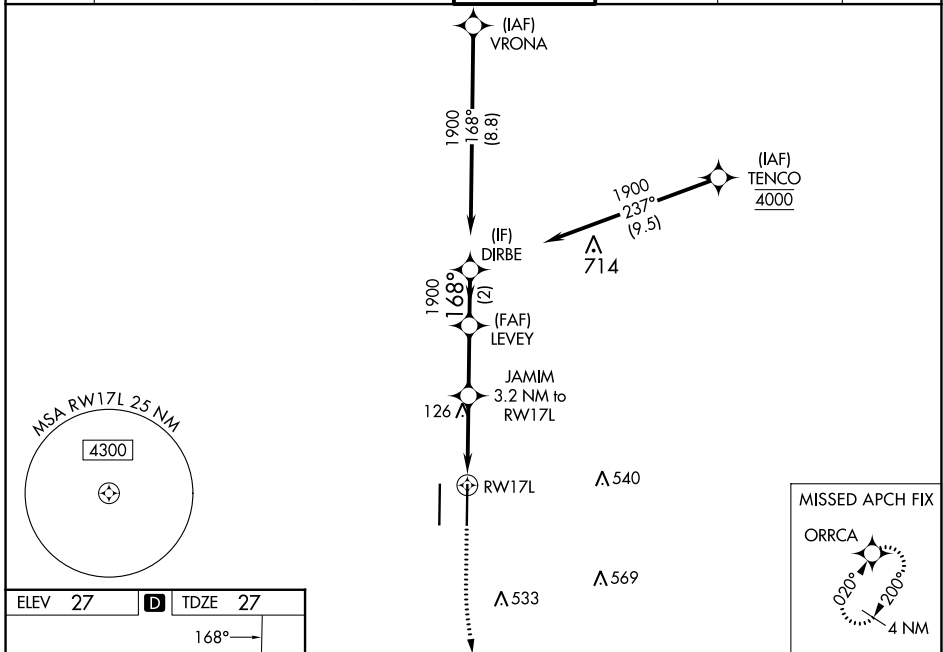 (IAF)
VRONA
1900
168°
(8.8)
(IAF)
TENCO
4000
1900
237°
(9.5)
714
(IF)
DIRBE
1900
168°
(2)
(FAF)
LEVEY
JAMIM
3.2 NM to
RW17L
126
MSA RW17L 25 NM
4300
RW17L
540
MISSED APCH FIX
ORRCA
020°
200°
4 NM
569
533
ELEV 27 D TDZE 27
168°